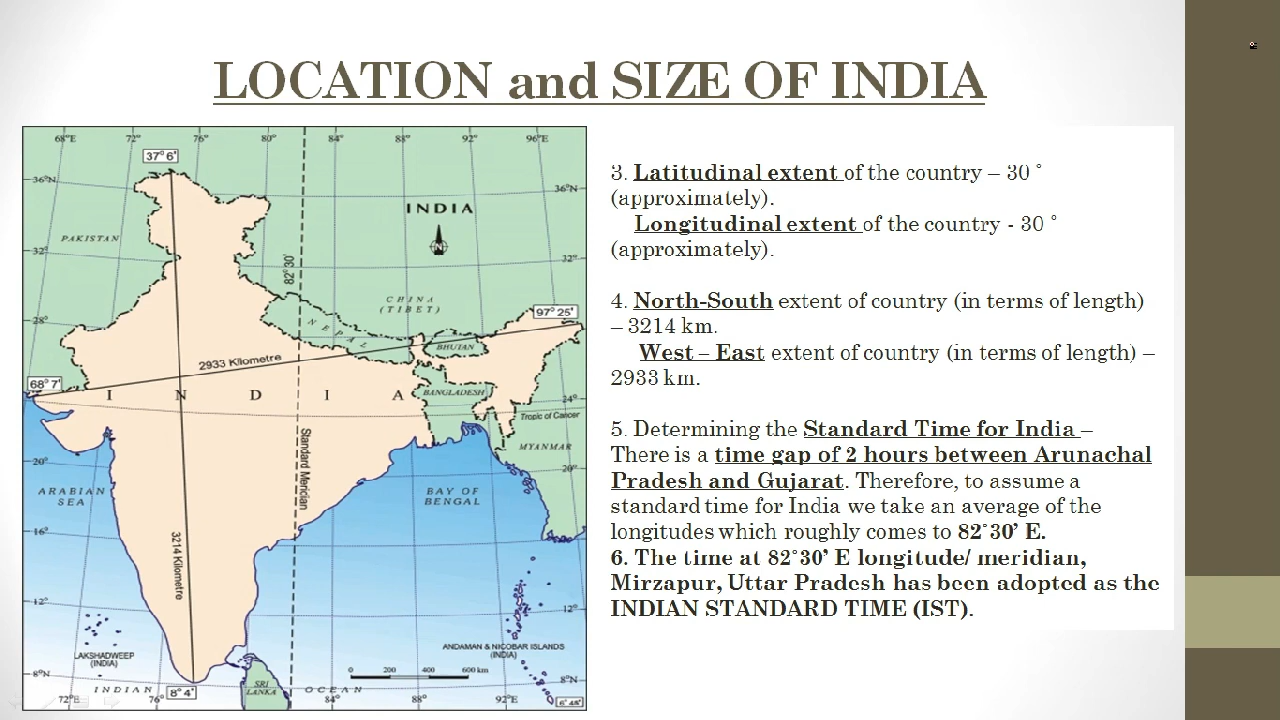 LOCATION and SIZE OF INDIA
68°E 72° 76° 80° 84° 88° 92° 96°E
37° 6'
36°N 36°N
INDIA
N
PAKISTAN
32° 32°
82° 30'
CHINA
(TIBET)
NEPAL
28°
97° 25'
BHUTAN
2933 Kilometre
68° 7'
INDIA
BANGLADESH
24°
Tropic of Cancer
Standard Meridian
MYANMAR
20° 20°
ARABIAN
SEA
BAY OF
BENGAL
16°
3214 Kilometre
12° 12°
LAKSHADWEEP
(INDIA)
ANDAMAN & NICOBAR ISLANDS
(INDIA)
0 200 400 600 km
8°N 8°N
SRI
LANKA
INDIAN OCEAN
8° 4'
72°E 76° 84° 88° 92°E
6° 45'
3. Latitudinal extent of the country – 30 ˚
(approximately).
Longitudinal extent of the country - 30 ˚
(approximately).
4. North-South extent of country (in terms of length)
– 3214 km.
West – East extent of country (in terms of length) –
2933 km.
5. Determining the Standard Time for India –
There is a time gap of 2 hours between Arunachal
Pradesh and Gujarat. Therefore, to assume a
standard time for India we take an average of the
longitudes which roughly comes to 82˚30’ E.
6. The time at 82˚30’ E longitude/ meridian,
Mirzapur, Uttar Pradesh has been adopted as the
INDIAN STANDARD TIME (IST).